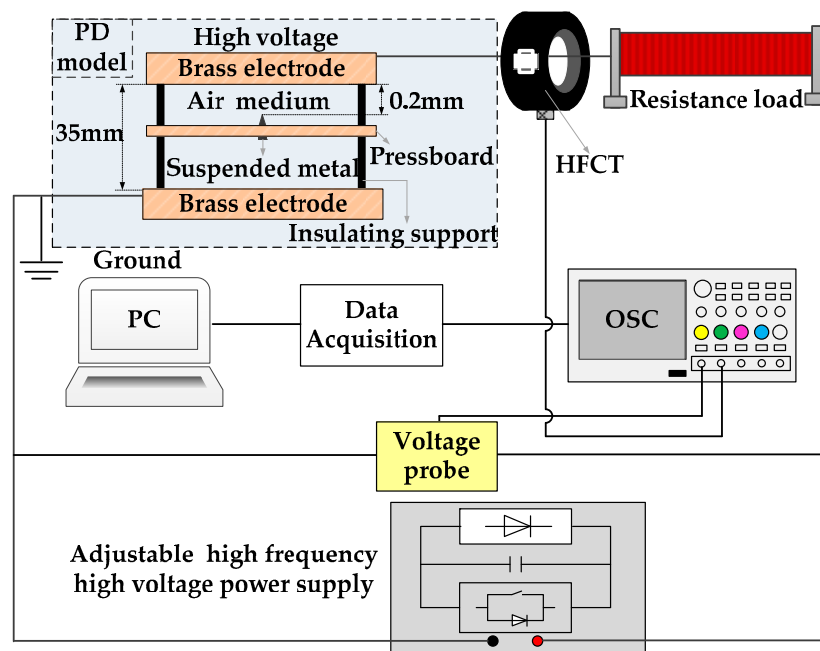 PD
model
High voltage
Brass electrode
Air medium
0.2mm
35mm
Pressboard
Suspended metal
Brass electrode
Insulating support
Ground
HFCT
Resistance load
PC
Data
Acquisition
OSC
Voltage
probe
Adjustable high frequency
high voltage power supply